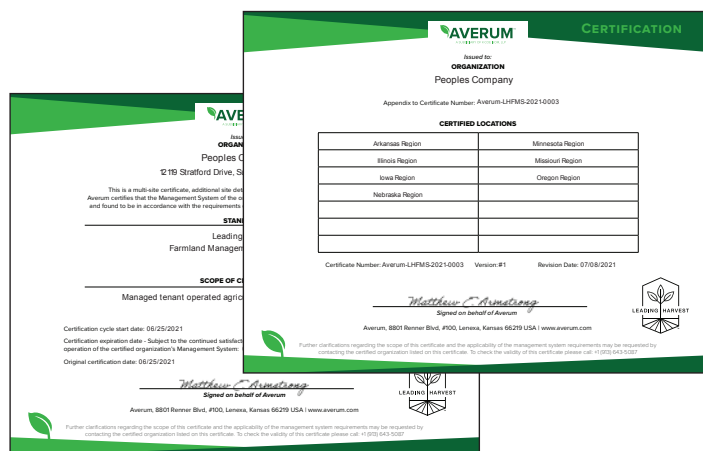 AVERUM
CERTIFICATION
Issued to:
ORGANIZATION
Peoples Company
Appendix to Certificate Number: Averum-LHFMS-2021-0003
CERTIFIED LOCATIONS
Arkansas Region
Minnesota Region
Illinois Region
Missiouri Region
Iowa Region
Oregon Region
Nebraska Region
Certificate Number: Averum-LHFMS-2021-0003 Version:#1 Revision Date: 07/08/2021
Matthew C. Armstrong
Signed on behalf of Averum
LEADING HARVEST
Averum, 8801 Renner Blvd, #100, Lenexa, Kansas 66219 USA | www.averum.com
Further clarifications regarding the scope of this certificate and the applicability of the management system requirements may be requested by
contacting the certified organization listed on this certificate. To check the validity of this certificate please call: +1 (913) 643-5087
AVE
Issu
ORGAN
Peoples C
12119 Stratford Drive, S
This is a multi-site certificate, additional site det
Averum certifies that the Management System of the o
and found to be in accordance with the requirements
STAN
Leading
Farmland Managem
SCOPE OF C
Managed tenant operated agric
Certification cycle start date: 06/25/2021
Certification expiration date - Subject to the continued satisfact
operation of the certified organization's Management System:
Original certification date: 06/25/2021
Matthew C. Armstrong
Signed on behalf of Averum
LEADING HARVEST
Averum, 8801 Renner Blvd, #100, Lenexa, Kansas 66219 USA | www.averum.com
Further clarifications regarding the scope of this certificate and the applicability of the management system requirements may be requested by
contacting the certified organization listed on this certificate. To check the validity of this certificate please call: +1 (913) 643-5087